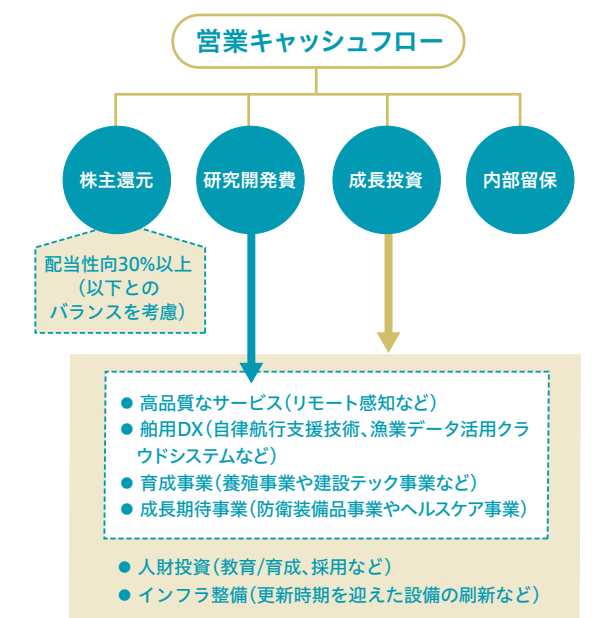 営業キャッシュフロー
株主還元
研究開発費
成長投資
内部留保
配当性向30%以上
（以下との
バランスを考慮）
● 高品質なサービス（リモート感知など）
● 舶用DX（自律航行支援技術、漁業データ活用クラ
ウドシステムなど）
● 育成事業（養殖事業や建設テック事業など）
● 成長期待事業（防衛装備品事業やヘルスケア事業）
● 人財投資（教育/育成、採用など）
● インフラ整備（更新時期を迎えた設備の刷新など）